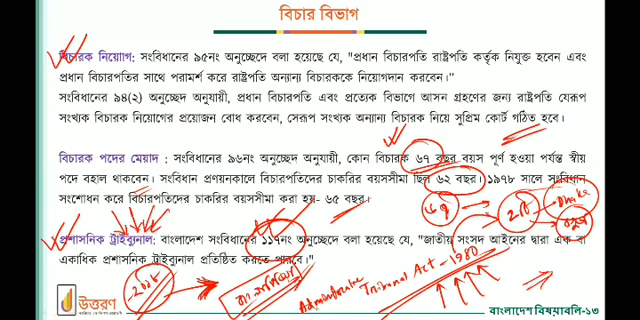 বিচার বিভাগ
বিচারক নিয়োগ: সংবিধানের ৯৫নং অনুচ্ছেদে বলা হয়েছে যে, "প্রধান বিচারপতি রাষ্ট্রপতি কর্তৃক নিযুক্ত হবেন এবং
প্রধান বিচারপতির সাথে পরামর্শ করে রাষ্ট্রপতি অন্যান্য বিচারককে নিয়োগদান করবেন।"
সংবিধানের ৯৪(২) অনুচ্ছেদ অনুযায়ী, প্রধান বিচারপতি এবং প্রত্যেক বিভাগে আসন গ্রহণের জন্য রাষ্ট্রপতি যেরূপ
সংখ্যক বিচারক নিয়োগের প্রয়োজন বোধ করবেন, সেরূপ সংখ্যক অন্যান্য বিচারক নিয়ে সুপ্রিম কোর্ট গঠিত হবে।
বিচারক পদের মেয়াদ : সংবিধানের ৯৬নং অনুচ্ছেদ অনুযায়ী, কোন বিচারক ৬৭ বছর বয়স পূর্ণ হওয়া পর্যন্ত স্বীয়
পদে বহাল থাকবেন। সংবিধান প্রণয়নকালে বিচারপতিদের চাকরির বয়সসীমা ছিল ৬২ বছর। ১৯৭৮ সালে সংবিধান
সংশোধন করে বিচারপতিদের চাকরির বয়সসীমা করা হয়- ৬৫ বছর।
প্রশাসনিক ট্রাইব্যুনাল: বাংলাদেশ সংবিধানের ১১৭নং অনুচ্ছেদে বলা হয়েছে যে, "জাতীয় সংসদ আইনের দ্বারা এক বা
একাধিক প্রশাসনিক ট্রাইব্যুনাল প্রতিষ্ঠিত করতে পারবে।"
Dhaka
Administrative Tribunal Act - 1980
উত্তরণ
বাংলাদেশ বিষয়াবলি-১৩